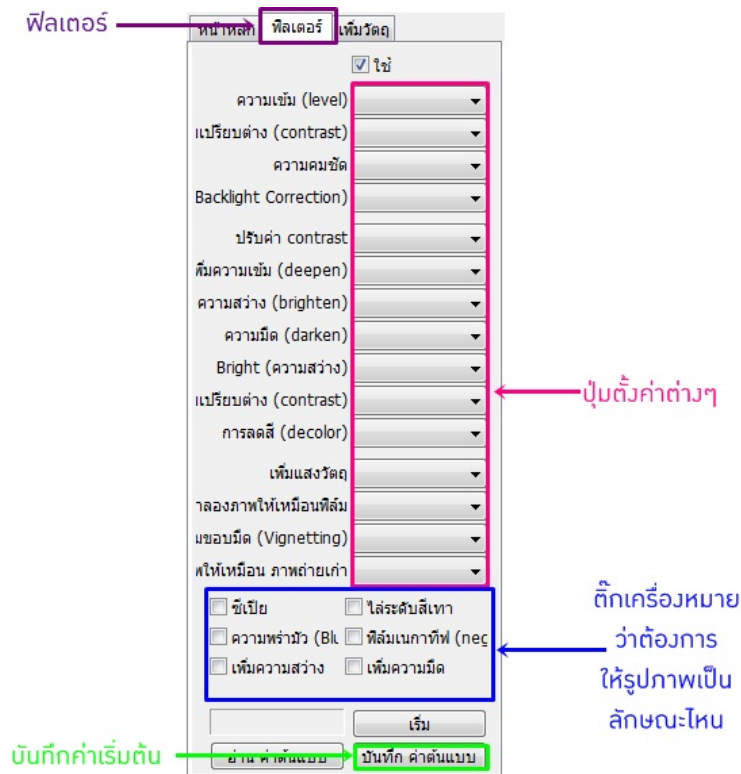 ฟิลเตอร์
หน้าหลัก ฟิลเตอร์ เพิ่มวัตถุ
ใช้
ความเข้ม (level)
เปรียบต่าง (contrast)
ความคมชัด
Backlight Correction)
ปรับค่า contrast
พิ่มความเข้ม (deepen)
ความสว่าง (brighten)
ความมืด (darken)
Bright (ความสว่าง)
เปรียบต่าง (contrast)
ปุ่มตั้งค่าต่างๆ
การลดสี (decolor)
เพิ่มแสงวัตถุ
าลองภาพให้เหมือนฟิล์ม
มขอบมืด (Vignetting)
พให้เหมือน ภาพถ่ายเก่า
ซีเปีย ไล่ระดับสีเทา
ความพร่ามัว (Blu ฟิล์มเนกาทีฟ (neg
เพิ่มความสว่าง เพิ่มความมืด
ติ๊กเครื่องหมาย
ว่าต้องการ
ให้รูปภาพเป็น
ลักษณะไหน
เริ่ม
บันทึกค่าเริ่มต้น
อ่าน ค่าต้นแบบ บันทึก ค่าต้นแบบ